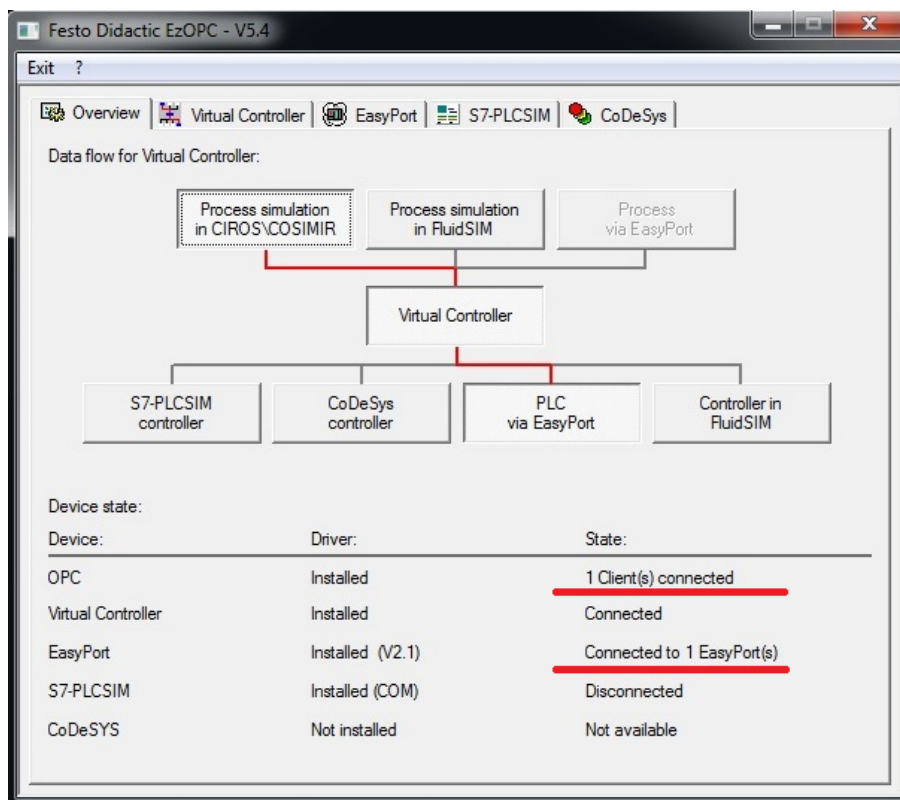 Festo Didactic EzOPC - V5.4
Exit ?
Overview Virtual Controller EasyPort S7-PLCSIM CoDeSys
Data flow for Virtual Controller:
Process simulation
in CIROS\COSIMIR
Process simulation
in FluidSIM
Process
via EasyPort
Virtual Controller
S7-PLCSIM
controller
CoDeSys
controller
PLC
via EasyPort
Controller in
FluidSIM
Device state:
Device: Driver: State:
OPC Installed 1 Client(s) connected
Virtual Controller Installed Connected
EasyPort Installed (V2.1) Connected to 1 EasyPort(s)
S7-PLCSIM Installed (COM) Disconnected
CoDeSYS Not installed Not available